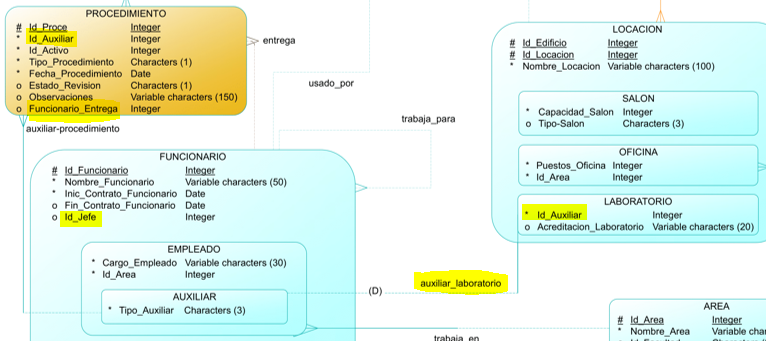 PROCEDIMIENTO
# Id_Proce Integer
* Id_Auxiliar Integer
* Id_Activo Integer
* Tipo_Procedimiento Characters (1)
* Fecha_Procedimiento Date
o Estado_Revision Characters (1)
o Observaciones Variable characters (150)
o Funcionario_Entrega Integer
entrega
usado_por
auxiliar-procedimiento
trabaja_para
LOCACION
# Id_Edificio Integer
# Id_Locacion Integer
* Nombre_Locacion Variable characters (100)
SALON
* Capacidad_Salon Integer
o Tipo-Salon Characters (3)
OFICINA
* Puestos_Oficina Integer
* Id_Area Integer
LABORATORIO
* Id_Auxiliar Integer
o Acreditacion_Laboratorio Variable characters (20)
FUNCIONARIO
# Id_Funcionario Integer
* Nombre_Funcionario Variable characters (50)
* Inic_Contrato_Funcionario Date
o Fin_Contrato_Funcionario Date
o Id_Jefe Integer
EMPLEADO
* Cargo_Empleado Variable characters (30)
* Id_Area Integer
AUXILIAR
* Tipo_Auxiliar Characters (3)
(D)
auxiliar_laboratorio
trabaja_en
AREA
# Id_Area Integer
* Nombre_Area Variable char